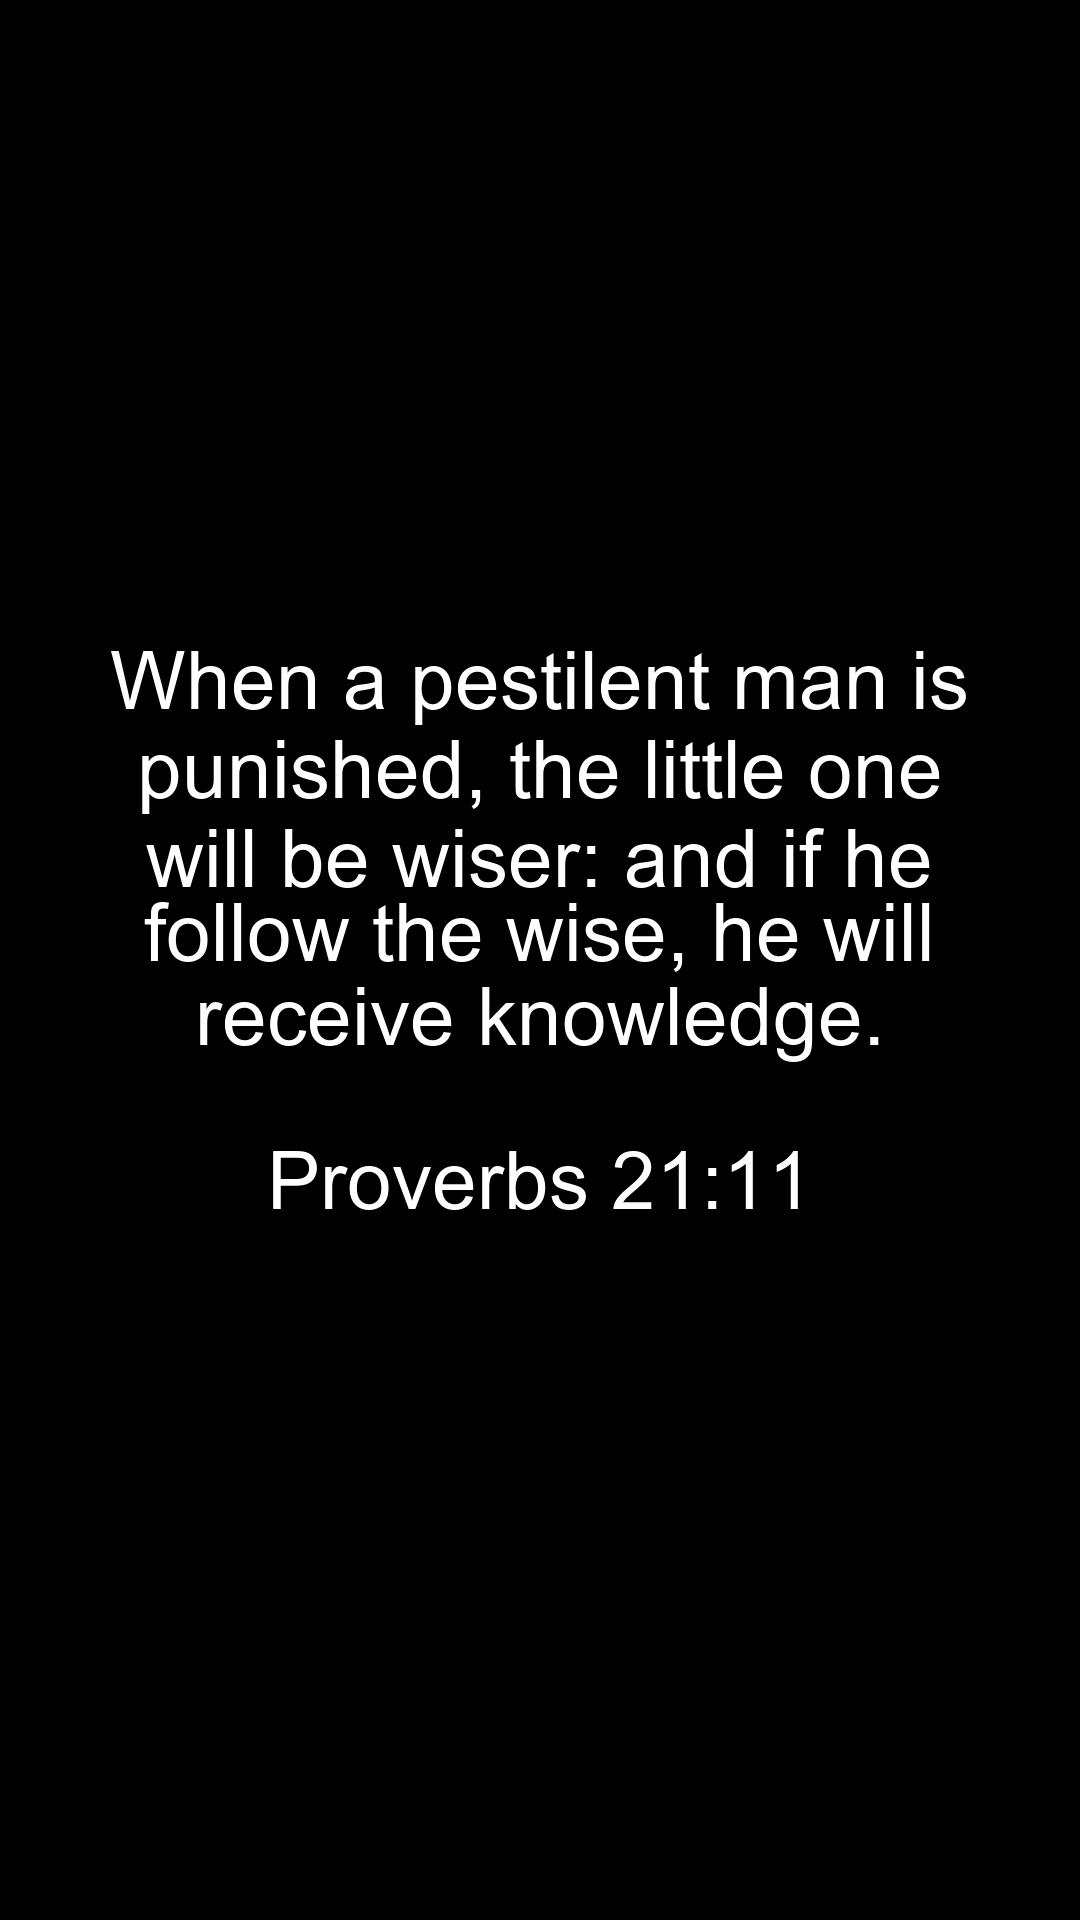 When a pestilent man is
punished, the little one
will be wiser: and if he
follow the wise, he will
receive knowledge.
Proverbs 21:11